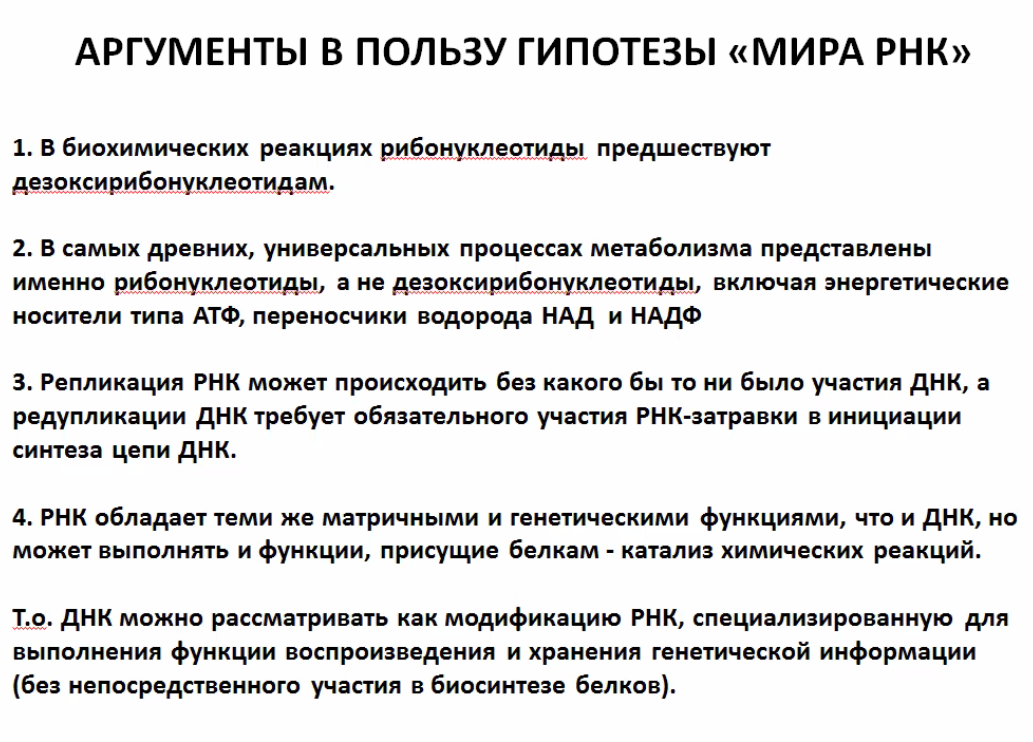 АРГУМЕНТЫ В ПОЛЬЗУ ГИПОТЕЗЫ «МИРА РНК»
1. В биохимических реакциях рибонуклеотиды предшествуют
дезоксирибонуклеотидам.
2. В самых древних, универсальных процессах метаболизма представлены
именно рибонуклеотиды, а не дезоксирибонуклеотиды, включая энергетические
носители типа АТФ, переносчики водорода НАД и НАДФ
3. Репликация РНК может происходить без какого бы то ни было участия ДНК, а
редупликации ДНК требует обязательного участия РНК-затравки в инициации
синтеза цепи ДНК.
4. РНК обладает теми же матричными и генетическими функциями, что и ДНК, но
может выполнять и функции, присущие белкам - катализ химических реакций.
Т.о. ДНК можно рассматривать как модификацию РНК, специализированную для
выполнения функции воспроизведения и хранения генетической информации
(без непосредственного участия в биосинтезе белков).